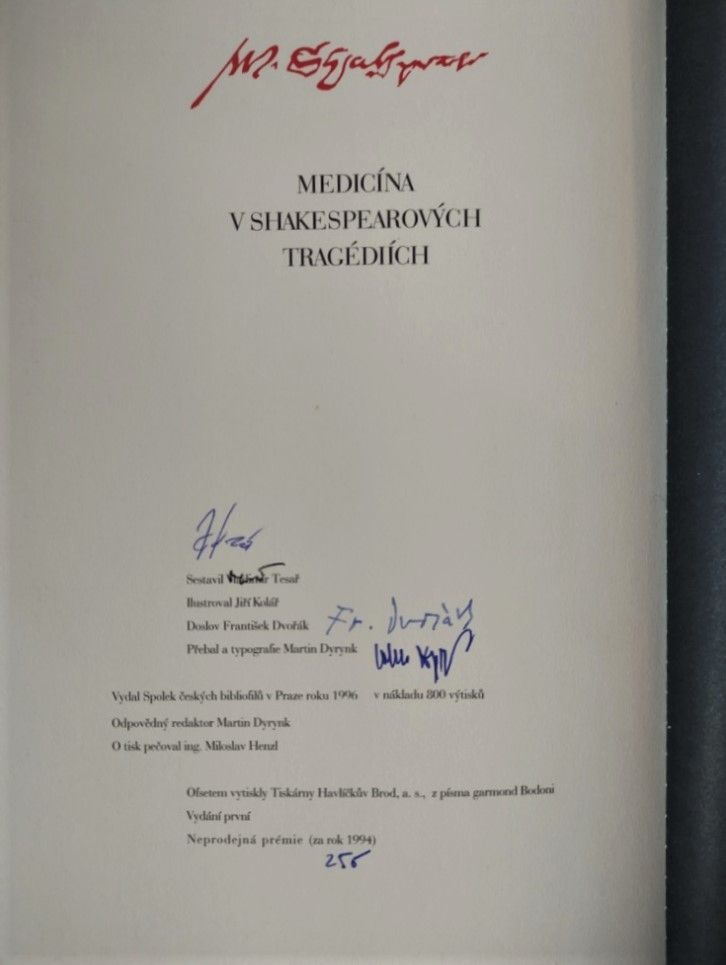 W. Shakspear
MEDICÍNA
V SHAKESPEAROVÝCH
TRAGÉDIÍCH
Sestavil Tesař
Ilustroval Jiří Kolář
Doslov František Dvořák Fr. Dvořák
Přebal a typografie Martin Dyrynk
Vydal Spolek českých bibliofilů v Praze roku 1996 v nákladu 800 výtisků
Odpovědný redaktor Martin Dyrynk
O tisk pečoval ing. Miloslav Henzl
Ofsetem vytiskly Tiskárny Havlíčkův Brod, a. s., z písma garmond Bodoni
Vydání první
Neprodejná prémie (za rok 1994)
256